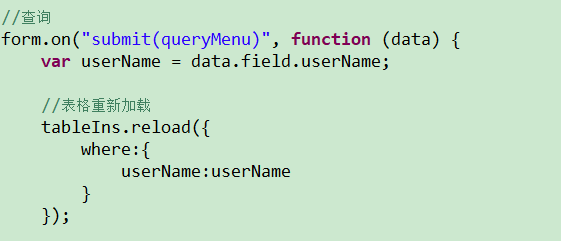 //查询
form.on("submit(queryMenu)", function (data) {
    var userName = data.field.userName;
    //表格重新加载
    tableIns.reload({
        where:{
            userName:userName
        }
    });